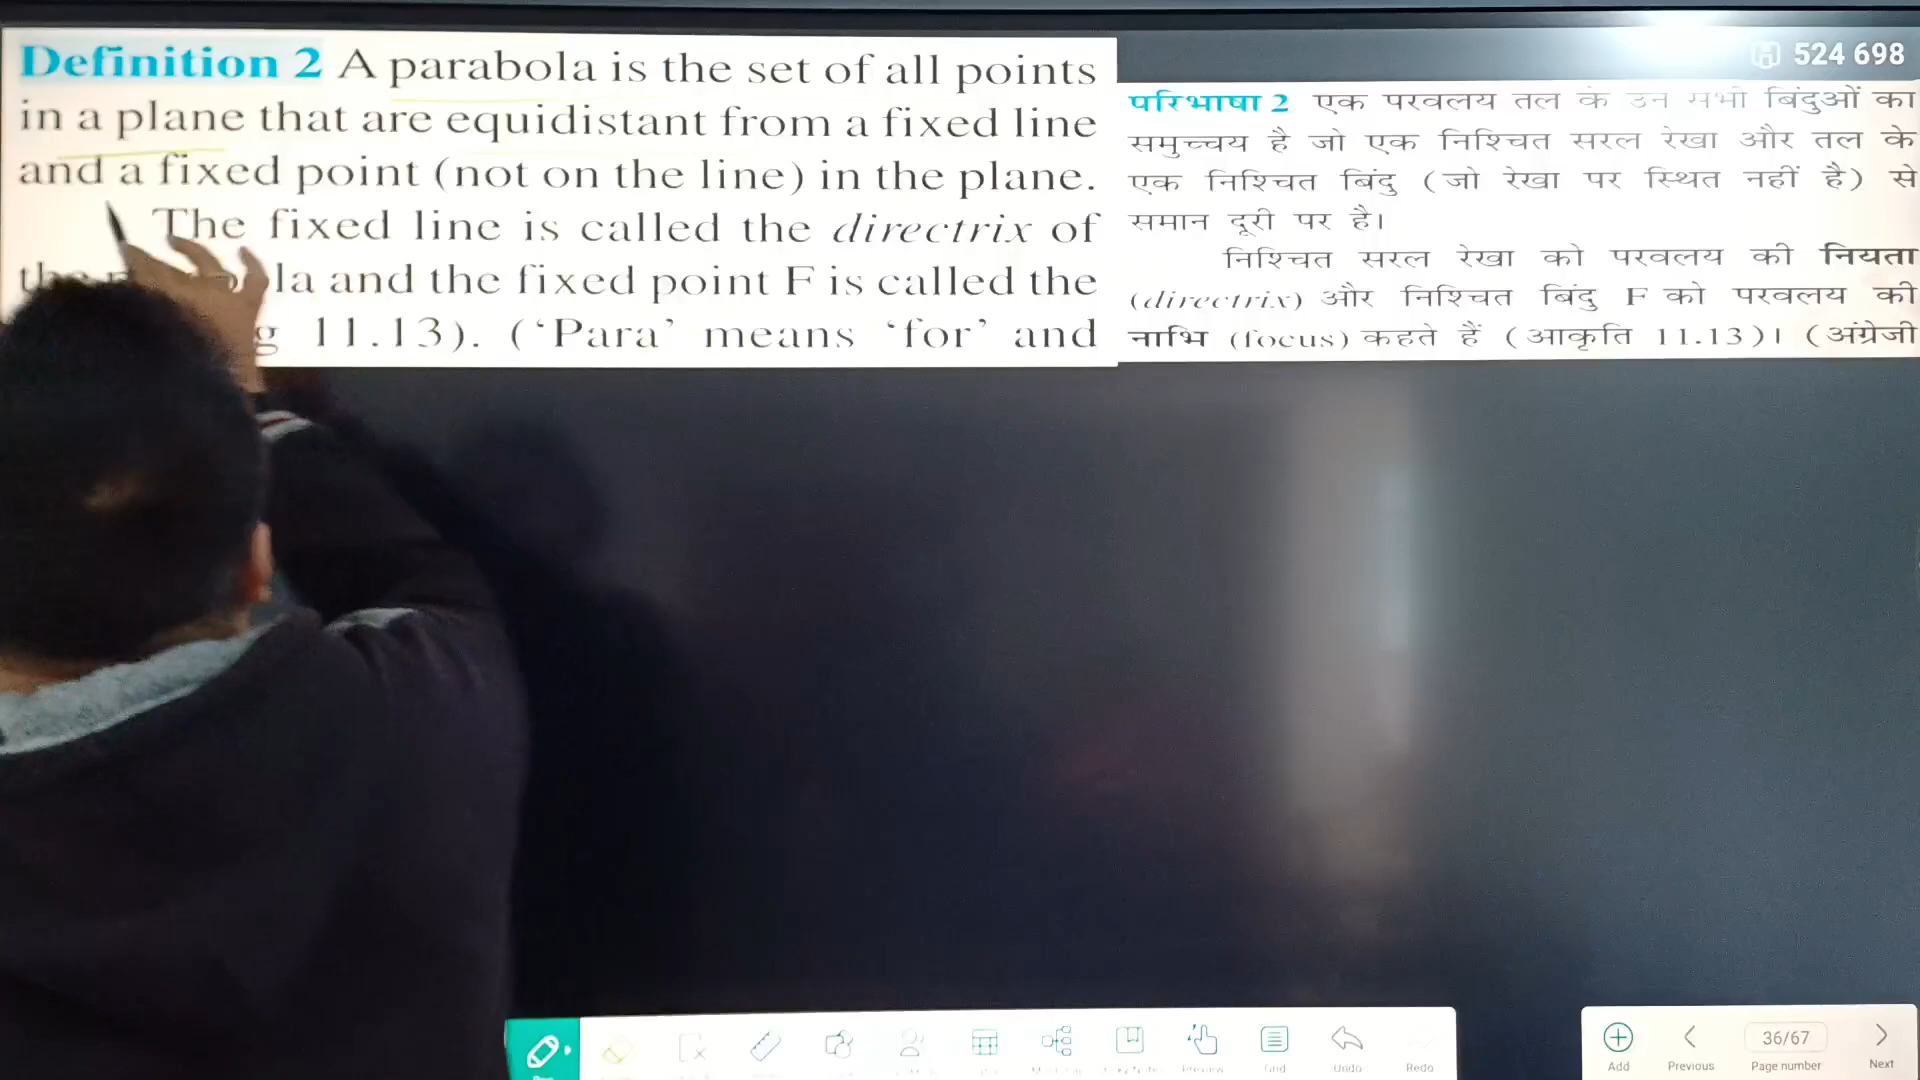 Definition 2 A parabola is the set of all points
in a plane that are equidistant from a fixed line
and a fixed point (not on the line) in the plane.
The fixed line is called the directrix of
la and the fixed point F is called the
g 11.13). (‘Para’ means ‘for’ and
524 698
परिभाषा 2 एक परवलय तल के उन सभी बिंदुओं का
समुच्चय है जो एक निश्चित सरल रेखा और तल के
एक निश्चित बिंदु (जो रेखा पर स्थित नहीं है) से
समान दूरी पर है।
निश्चित सरल रेखा को परवलय की नियता
(directrix) और निश्चित बिंदु F को परवलय की
नाभि (focus) कहते हैं (आकृति 11.13)। (अंग्रेजी
Undo
Redo
Add
Previous
36/67
Page number
Next